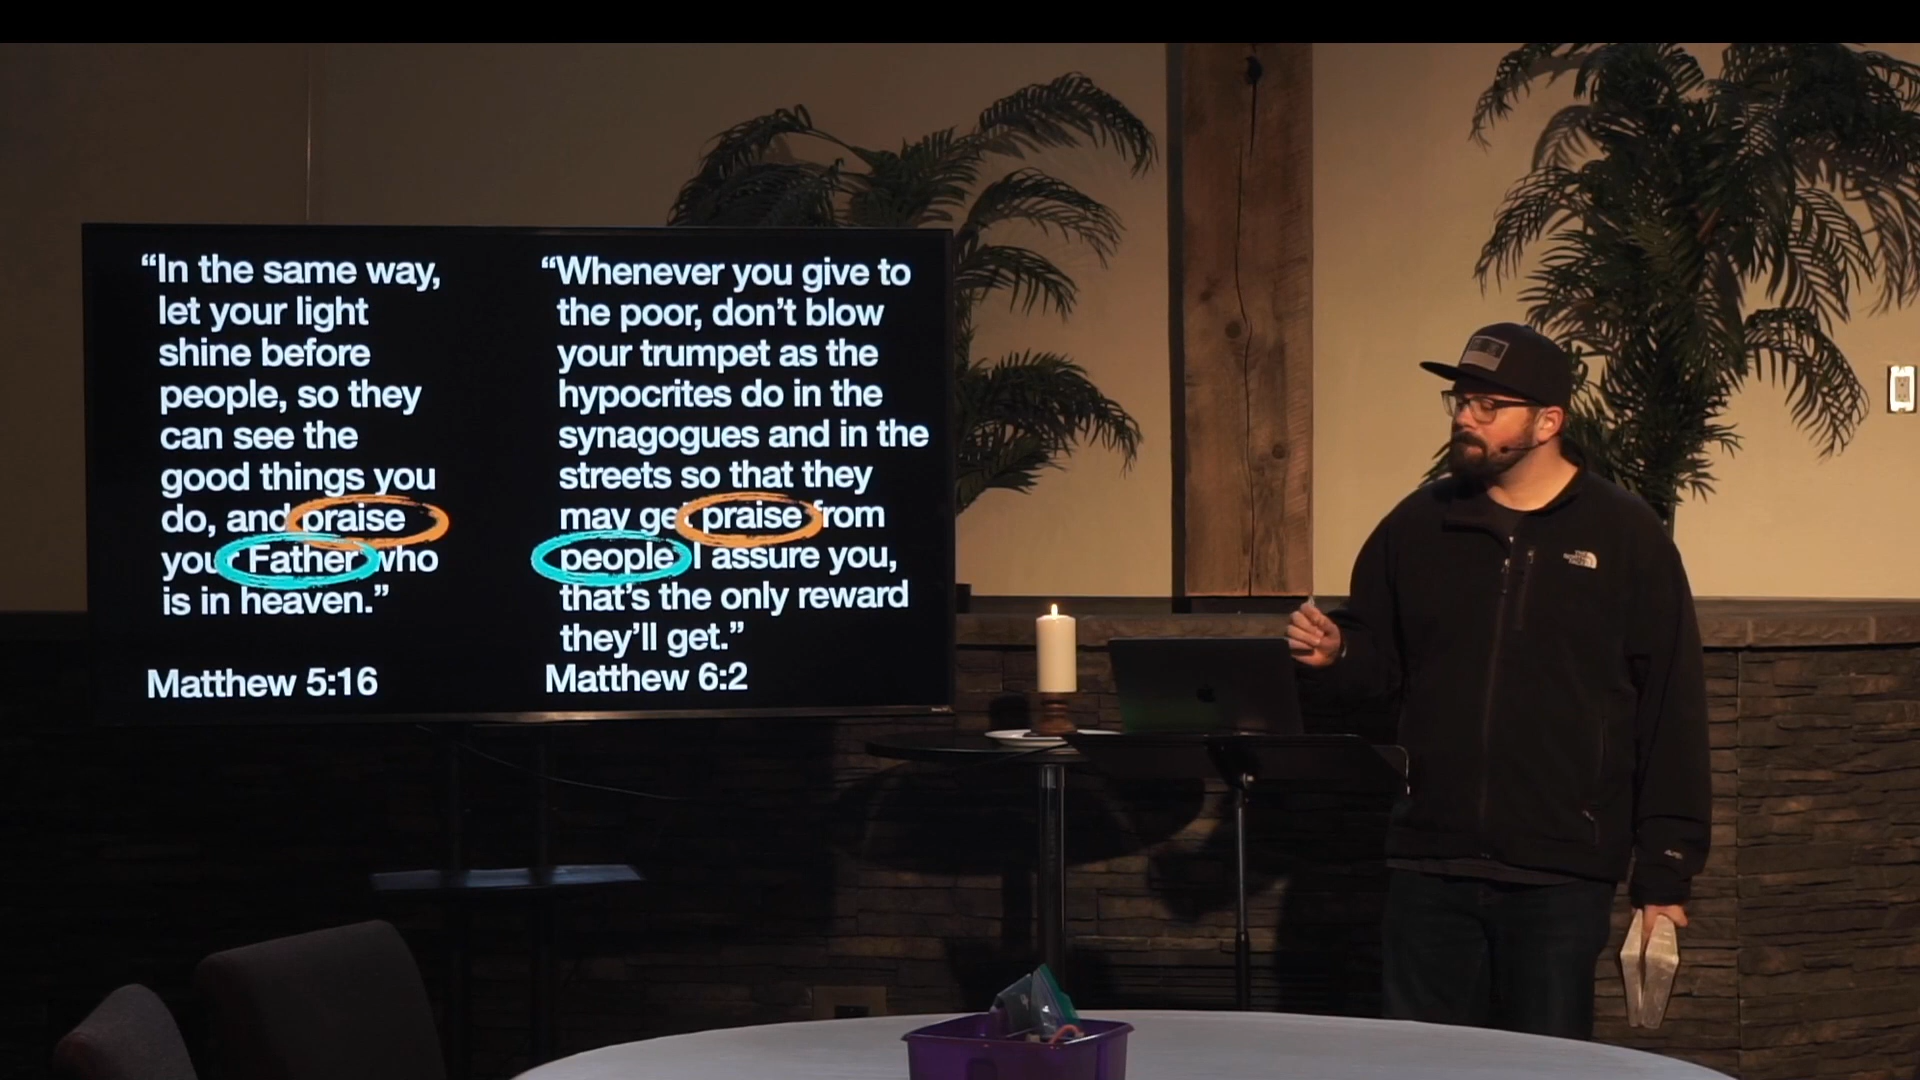 “In the same way,
let your light
shine before
people, so they
can see the
good things you
do, and praise
your Father who
is in heaven.”
Matthew 5:16
“Whenever you give to
the poor, don’t blow
your trumpet as the
hypocrites do in the
synagogues and in the
streets so that they
may get praise from
people I assure you,
that’s the only reward
they’ll get.”
Matthew 6:2
THE
NORTH
FACE